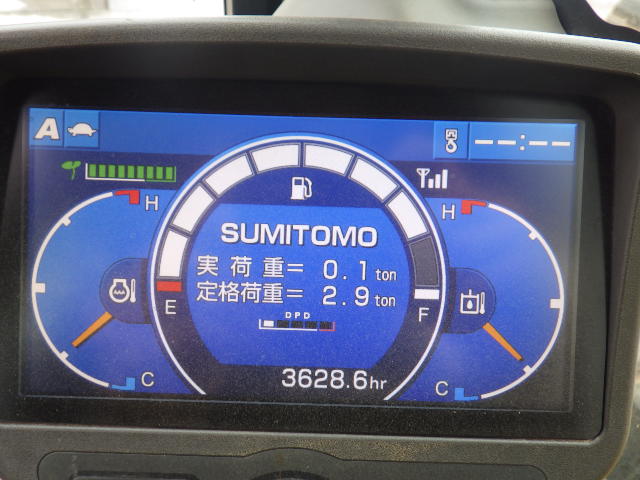 A
--:--
H
H
SUMITOMO
実荷重= 0.1 ton
定格荷重= 2.9 ton
E
F
DPD
C
3628.6hr
C